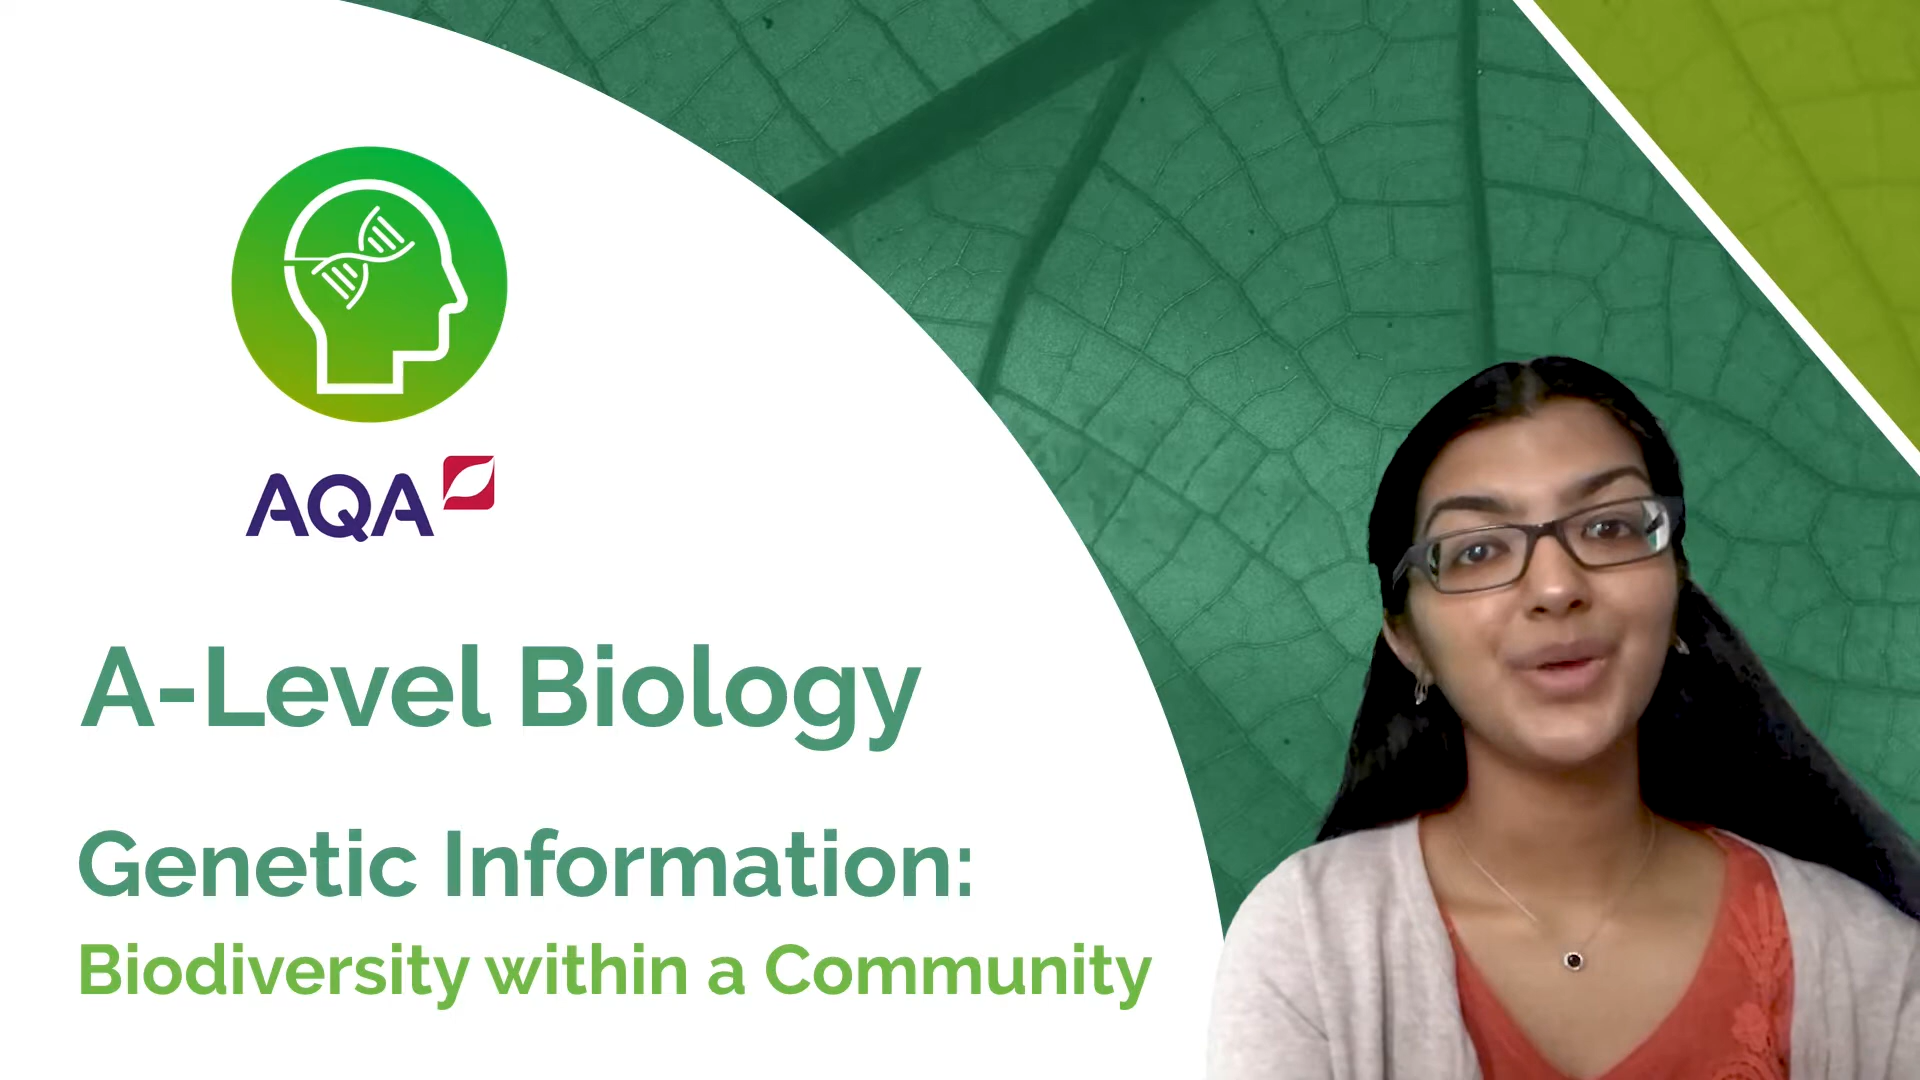 AQA
A-Level Biology
Genetic Information:
Biodiversity within a Community